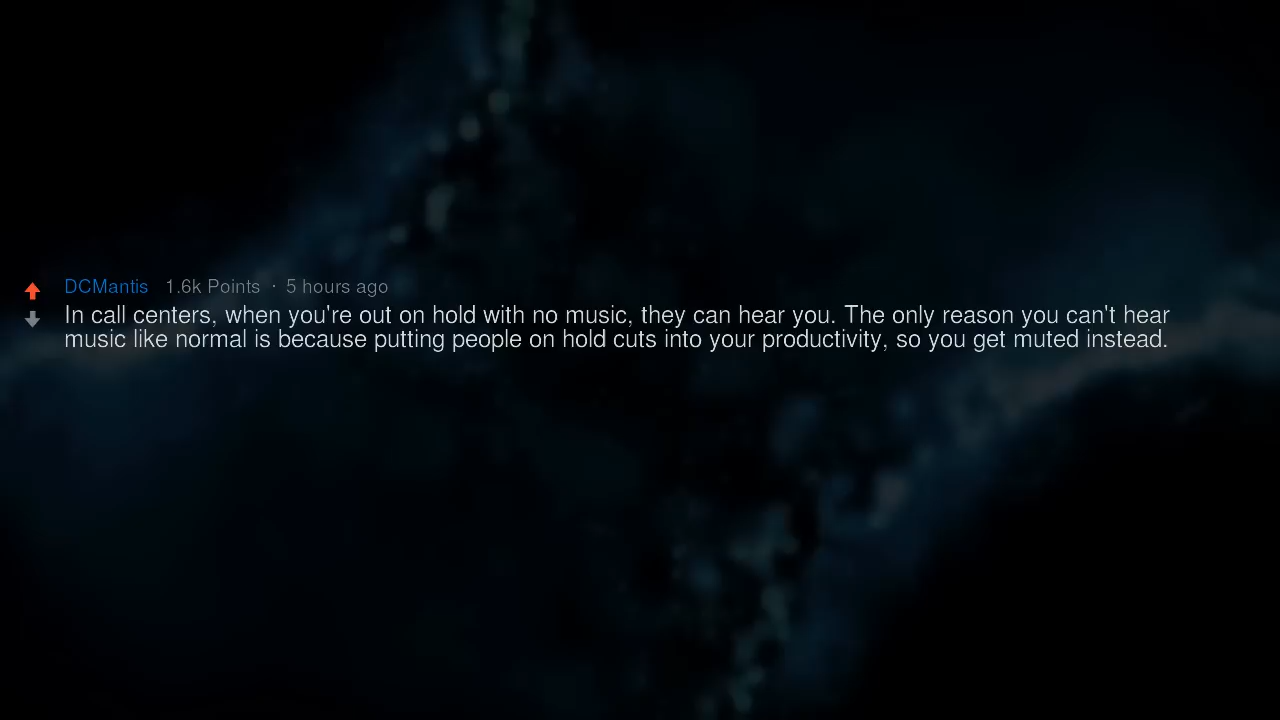 DCMantis 1.6k Points · 5 hours ago
In call centers, when you're out on hold with no music, they can hear you. The only reason you can't hear
music like normal is because putting people on hold cuts into your productivity, so you get muted instead.